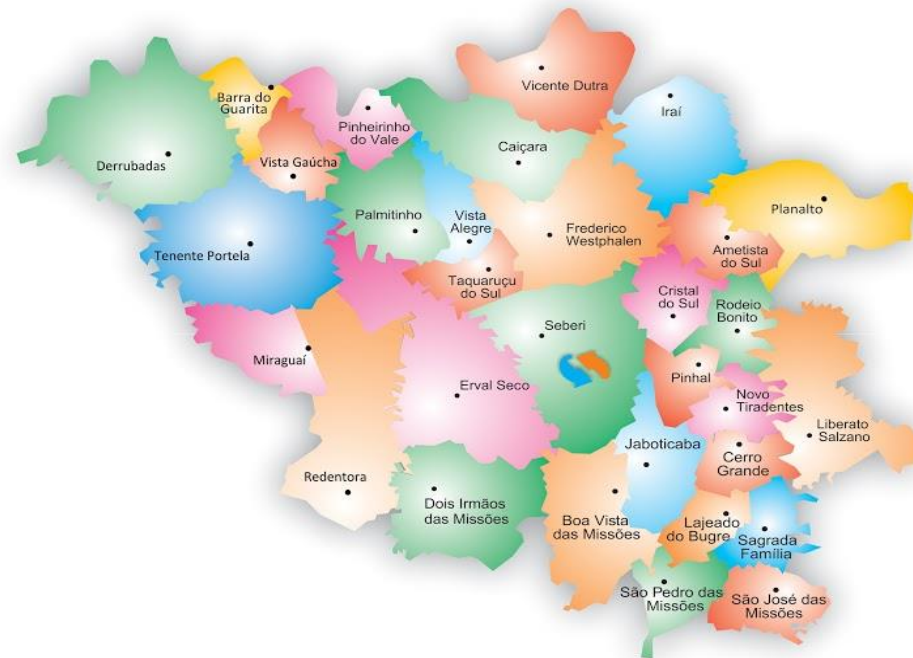 Vicente Dutra
Barra do
Guarita
Iraí
Pinheirinho
do Vale
Caiçara
Derrubadas
Vista Gaúcha
Planalto
Palmitinho
Vista
Alegre
Frederico
Westphalen
Ametista
do Sul
Tenente Portela
Taquaruçu
do Sul
Cristal
do Sul
Rodeio
Bonito
Seberi
Miraguaí
Erval Seco
Pinhal
Novo
Tiradentes
Liberato
Salzano
Jaboticaba
Cerro
Grande
Redentora
Dois Irmãos
das Missões
Boa Vista
das Missões
Lajeado
do Bugre
Sagrada
Família
São Pedro das
Missões
São José das
Missões